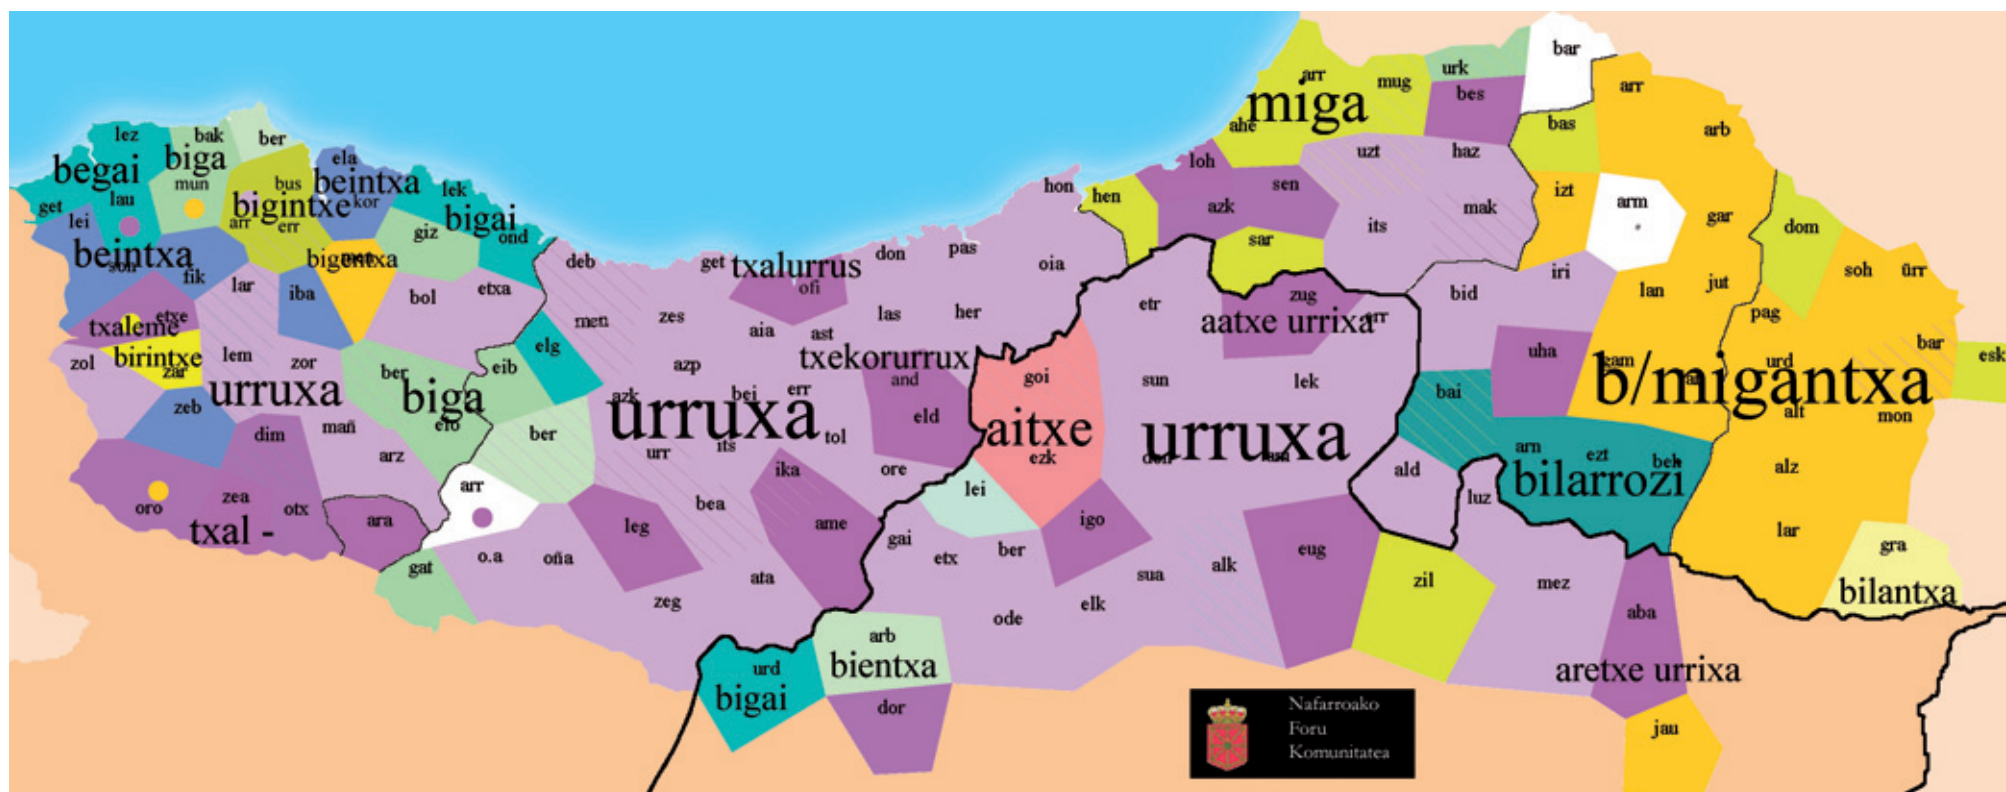 bar
arr
mug
urk
arr
bes
miga
lez
bak
ber
ahe
bas
arb
begai
biga
ela
uzt
haz
loh
mun
bus
beintxa
lek
hon
sen
izt
get
lau
bigintxe
kor
hen
azk
mak
arm
gar
lei
arr
err
giz
bigai
ond
its
dom
beintxa
bigentxa
deb
get
txalurrus
don
pas
oia
sar
fik
lar
iba
bol
etxa
ofi
zug
bid
iri
lan
jut
soh
ürr
txaleme
etxe
men
zes
aia
ast
las
her
etr
aatxe urrixa
err
pag
birintxe
zar
zol
lem
zor
elg
txekorurrux
uha
gam
urd
bar
esk
ber
eib
azp
and
goi
sun
lek
bai
b/migantxa
urruxa
biga
azk
bei
err
zeb
elo
urruxa
eld
aitxe
urruxa
alt
mon
dim
mañ
ber
tol
its
urr
ezk
arn
ezt
bek
arz
ika
ore
ald
bilarrozi
alz
oro
zea
otx
arr
lei
luz
txal -
ara
leg
bea
ame
igo
lar
gai
eug
gra
gat
o.a
oña
ata
etx
ber
sua
alk
zil
mez
bilantxa
zeg
ode
elk
aba
arb
urd
bientxa
aretxe urrixa
bigai
dor
jau
Nafarroako
Foru
Komunitatea